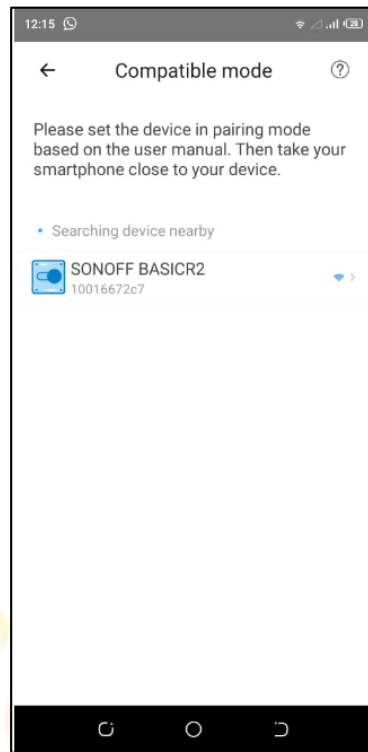 12:15 28
Compatible mode ?
Please set the device in pairing mode
based on the user manual. Then take your
smartphone close to your device.
• Searching device nearby
SONOFF BASICR2
10016672c7